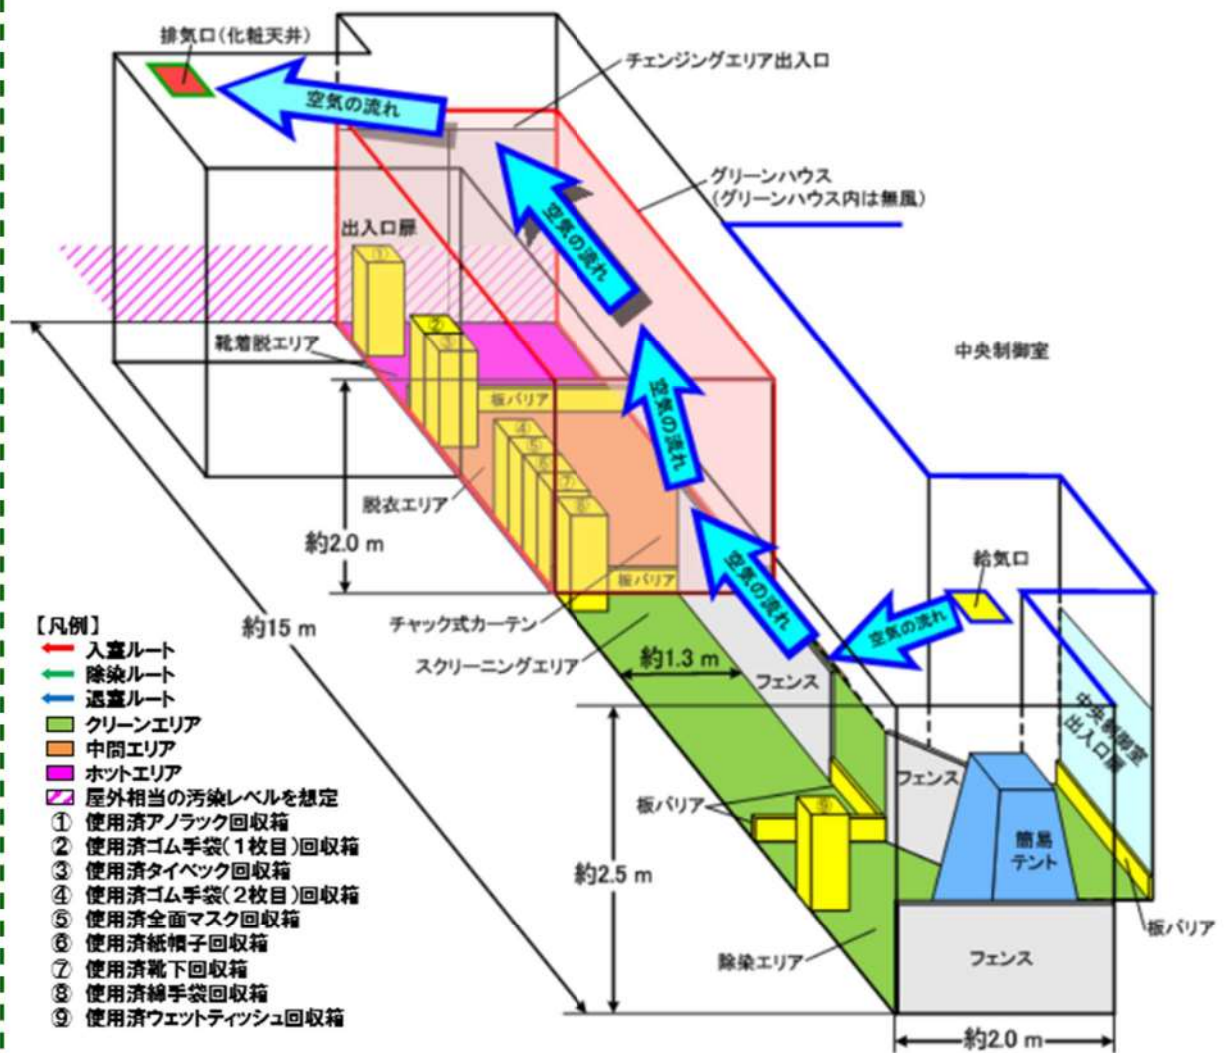 排気口(化粧天井)
チェンジングエリア出入口
空気の流れ
グリーンハウス
(グリーンハウス内は無風)
空気の流れ
出入口扉
①
②
③
靴着脱エリア
中央制御室
空気の流れ
板バリア
④
⑤
⑥
⑦
⑧
脱衣エリア
約2.0 m
板バリア
給気口
空気の流れ
空気の流れ
チャック式カーテン
スクリーニングエリア
約1.3 m
フェンス
約15 m
中央制御室
出入口扉
フェンス
板バリア
⑨
簡易
テント
約2.5 m
板バリア
除染エリア
フェンス
約2.0 m
【凡例】
入室ルート
除染ルート
退室ルート
クリーンエリア
中間エリア
ホットエリア
屋外相当の汚染レベルを想定
① 使用済アノラック回収箱
② 使用済ゴム手袋(1枚目)回収箱
③ 使用済タイベック回収箱
④ 使用済ゴム手袋(2枚目)回収箱
⑤ 使用済全面マスク回収箱
⑥ 使用済紙帽子回収箱
⑦ 使用済靴下回収箱
⑧ 使用済綿手袋回収箱
⑨ 使用済ウェットティッシュ回収箱